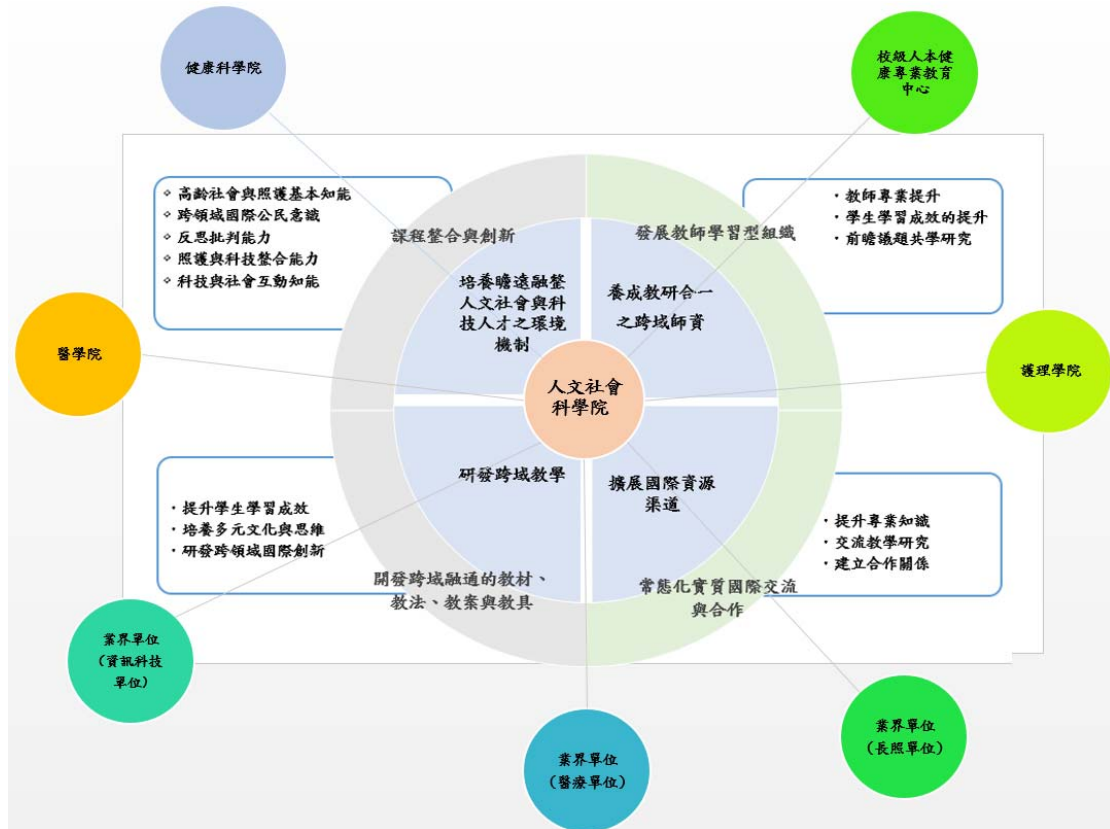 健康科學院
校級人本健
康專業教育
中心
◇ 高齡社會與照護基本知能
◇ 跨領域國際公民意識
◇ 反思批判能力
◇ 照護與科技整合能力
◇ 科技與社會互動知能
課程整合與創新
發展教師學習型組織
・教師專業提升
・學生學習成效的提升
・前瞻議題共學研究
培養瞻遠融整
人文社會與科
技人才之環境
機制
養成教研合一
之跨域師資
醫學院
人文社會
科學院
護理學院
研發跨域教學
擴展國際資源
渠道
・提升學生學習成效
・培養多元文化與思維
・研發跨領域國際創新
・提升專業知識
・交流教學研究
・建立合作關係
開發跨域融通的教材、
教法、教案與教具
常態化實質國際交流
與合作
業界單位
（資訊科技
單位）
業界單位
（醫療單位）
業界單位
（長照單位）